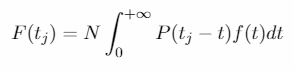 F(t_j) = N \int_0^{+\infty} P(t_j - t) f(t) dt